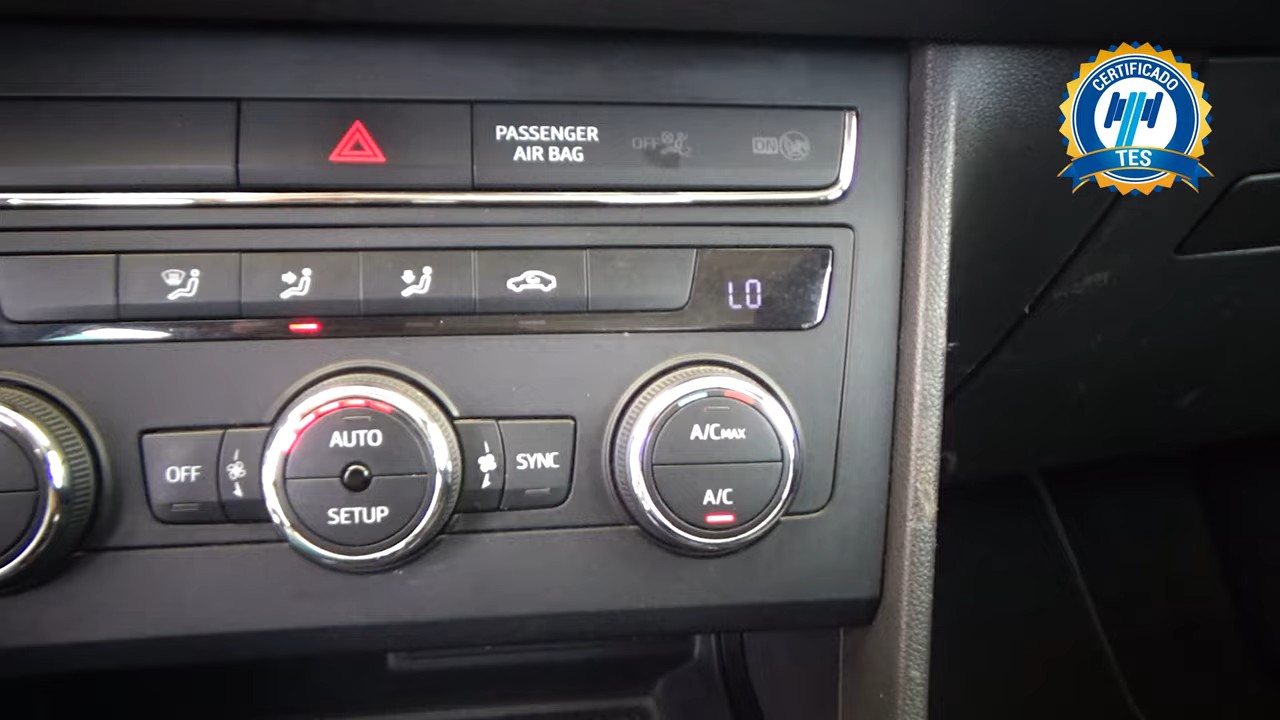 CERTIFICADO
TES
PASSENGER
AIR BAG
OFF
ON
LO
OFF
AUTO
SETUP
SYNC
A/CMAX
A/C